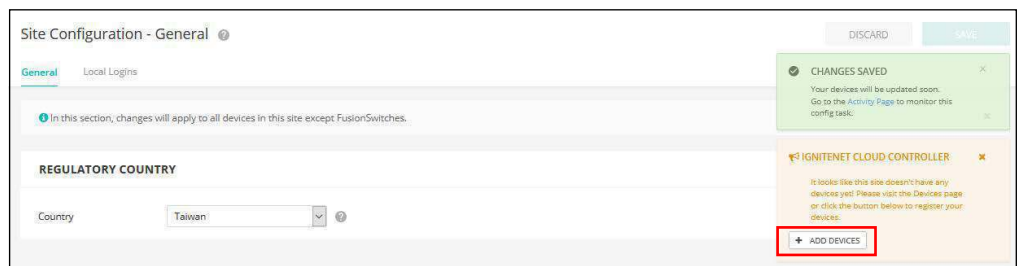 Site Configuration - General
DISCARD
SAVE
General
Local Logins
CHANGES SAVED
Your devices will be updated soon.
Go to the Activity Page to monitor this
config task.
In this section, changes will apply to all devices in this site except FusionSwitches.
IGNITENET CLOUD CONTROLLER
It looks like this site doesn't have any
devices yet! Please visit the Devices page
or click the button below to register your
devices.
+ ADD DEVICES
REGULATORY COUNTRY
Country
Taiwan